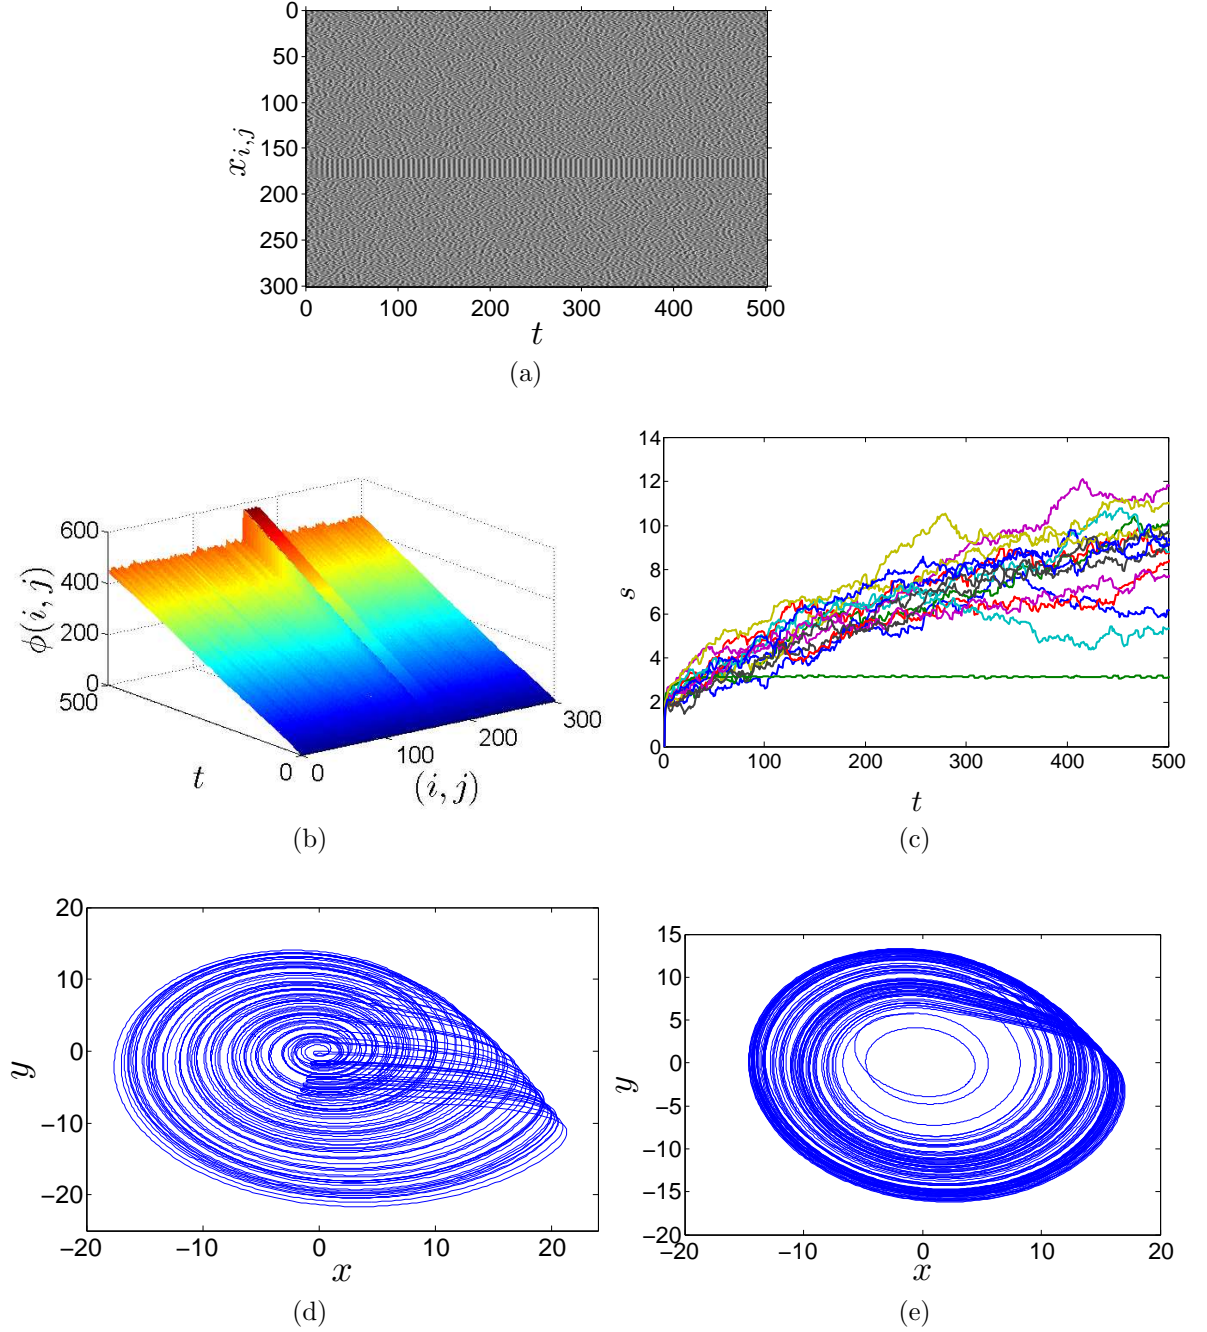 0
50
100
150
200
250
300
x_{i,j}
0 100 200 300 400 500
t
(a)
600
400
200
0
ϕ(i, j)
500
t
0 0
100
200
300
(i, j)
(b)
14
12
10
8
6
4
2
0
s
0 100 200 300 400 500
t
(c)
20
10
0
−10
−20
y
−20 −10 0 10 20
x
(d)
15
10
5
0
−5
−10
−15
−20
y
−20 −10 0 10 20
x
(e)